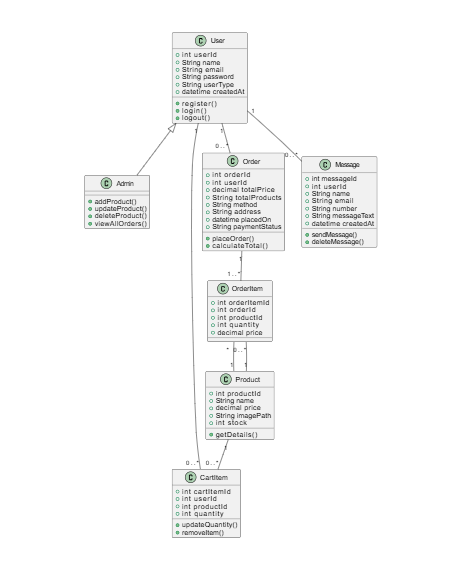 C User
int userId
String name
String email
String password
String userType
datetime createdAt
register()
login()
logout()
1
1
1
0..*
0..*
C Admin
addProduct()
updateProduct()
deleteProduct()
viewAllOrders()
C Order
int orderId
int userId
decimal totalPrice
String totalProducts
String method
String address
datetime placedOn
String paymentStatus
placeOrder()
calculateTotal()
C Message
int messageId
int userId
String name
String email
String number
String messageText
datetime createdAt
sendMessage()
deleteMessage()
1
1..*
C OrderItem
int orderItemId
int orderId
int productId
int quantity
decimal price
* 0..*
1 1
C Product
int productId
String name
decimal price
String imagePath
int stock
getDetails()
1
0..* 0..*
C CartItem
int cartItemId
int userId
int productId
int quantity
updateQuantity()
removeItem()